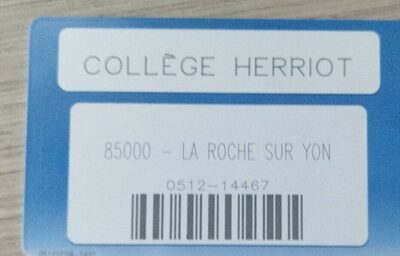 COLLÈGE HERRIOT
85000 - LA ROCHE SUR YON
0512-14467